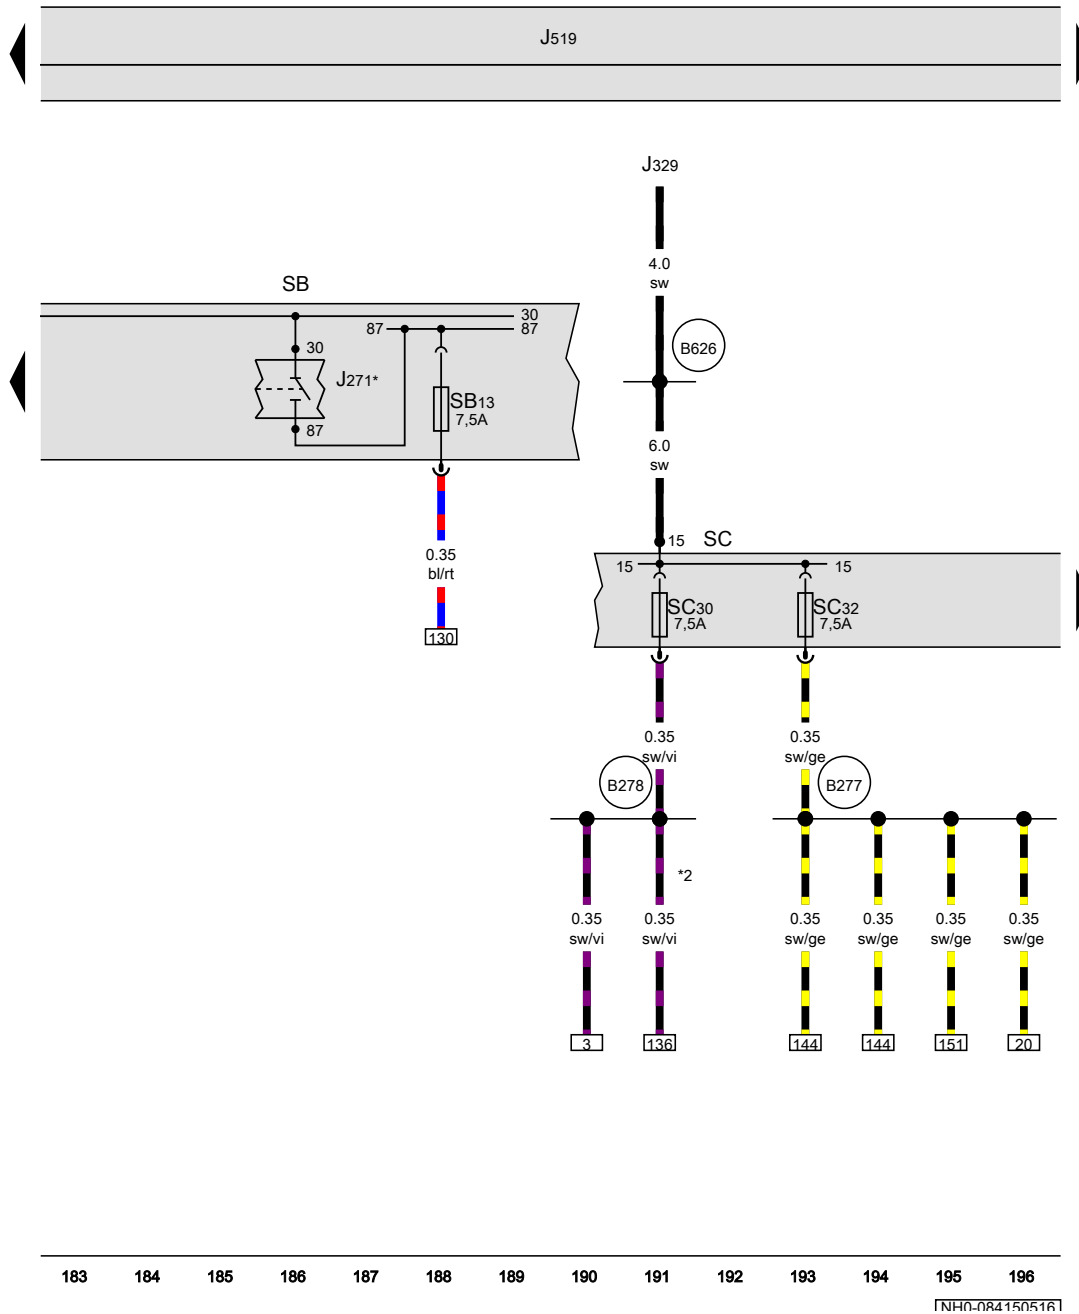 J519
J329
4.0
sw
SB
30
87
87
30
B626
J271*
SB13
7,5A
87
6.0
sw
15
SC
15
15
0.35
bl/rt
SC30
7,5A
SC32
7,5A
130
0.35
sw/vi
0.35
sw/ge
B278
B277
*2
0.35
sw/vi
0.35
sw/vi
0.35
sw/ge
0.35
sw/ge
0.35
sw/ge
0.35
sw/ge
3
136
144
144
151
20
183 184 185 186 187 188 189 190 191 192 193 194 195 196
NH0-084150516